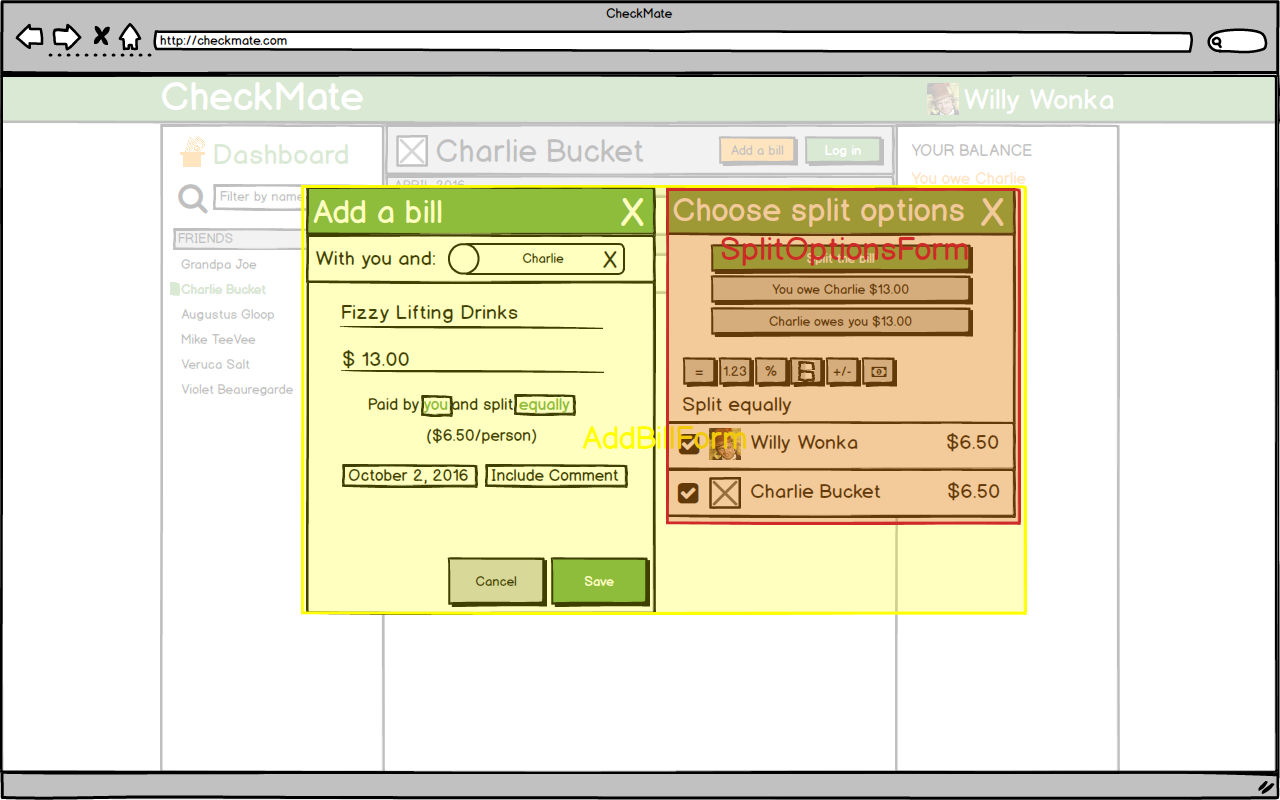 CheckMate
http://checkmate.com
CheckMate
Willy Wonka
Dashboard
Filter by name
FRIENDS
Grandpa Joe
Charlie Bucket
Augustus Gloop
Mike TeeVee
Veruca Salt
Violet Beauregarde
Charlie Bucket
Add a bill
Log in
APRIL 2016
YOUR BALANCE
You owe Charlie
Add a bill X
With you and: Charlie X
Fizzy Lifting Drinks
$ 13.00
Paid by you and split equally
($6.50/person)
October 2, 2016 Include Comment
Cancel Save
AddBillForm
Choose split options X
SplitOptionsForm
Split the bill
You owe Charlie $13.00
Charlie owes you $13.00
= 1.23 % +/-
Split equally
Willy Wonka $6.50
Charlie Bucket $6.50